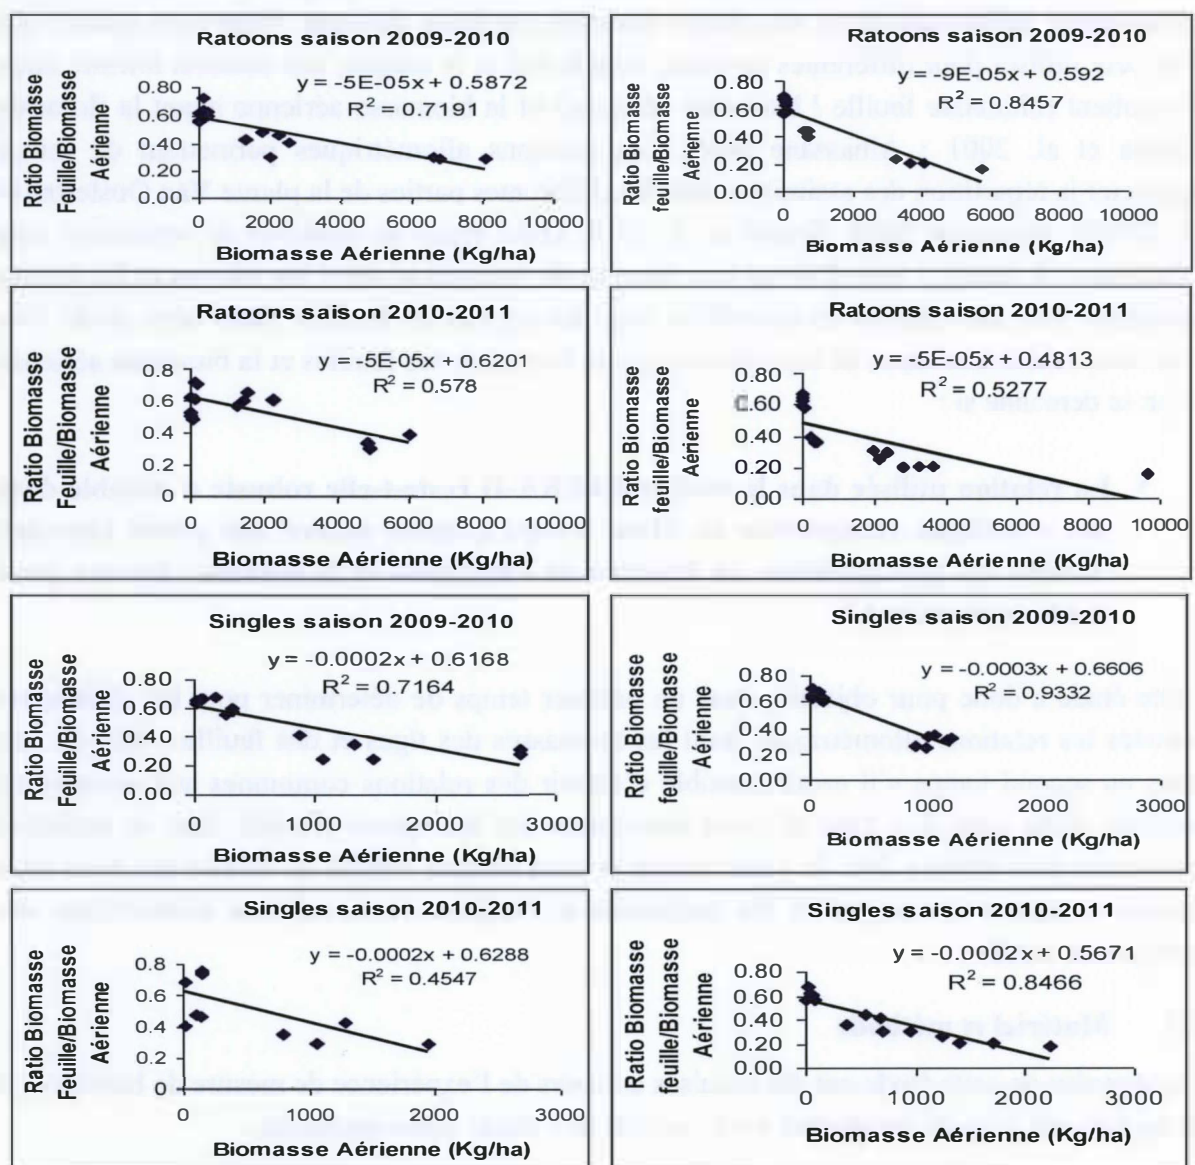 Ratoons saison 2009-2010
y = -5E-05x + 0.5872
R² = 0.7141
Ratio Biomasse
Feuille/Biomasse
Aérienne
0.80
0.60
0.40
0.20
0.00
0 2000 4000 6000 8000 10000
Biomasse Aérienne (Kg/ha)
Ratoons saison 2009-2010
y = -9E-05x + 0.592
R² = 0.8457
Ratio Biomasse
feuille/Biomasse
Aérienne
0.80
0.60
0.40
0.20
0.00
0 2000 4000 6000 8000 10000
Biomasse Aérienne (Kg/ha)
Ratoons saison 2010-2011
y = -5E-05x + 0.6201
R² = 0.578
Ratio Biomasse
Feuille/Biomasse
Aérienne
0.8
0.6
0.4
0.2
0
0 2000 4000 6000 8000 10000
Biomasse Aérienne (Kg/ha)
Ratoons saison 2010-2011
y = -5E-05x + 0.4813
R² = 0.5277
Ratio Biomasse
feuille/Biomasse
Aérienne
0.80
0.60
0.40
0.20
0.00
0 2000 4000 6000 8000 10000
Biomasse Aérienne (Kg/ha)
Singles saison 2009-2010
y = -0.0002x + 0.6168
R² = 0.7164
Ratio Biomasse
Feuille/Biomasse
Aérienne
0.80
0.60
0.40
0.20
0.00
0 1000 2000 3000
Biomasse Aérienne (Kg/ha)
Singles saison 2009-2010
y = -0.0003x + 0.6606
R² = 0.9332
Ratio Biomasse
feuille/Biomasse
Aérienne
0.80
0.60
0.40
0.20
0.00
0 1000 2000 3000
Biomasse Aérienne (Kg/ha)
Singles saison 2010-2011
y = -0.0002x + 0.6288
R² = 0.4547
Ratio Biomasse
Feuille/Biomasse
Aérienne
0.8
0.6
0.4
0.2
0
0 1000 2000 3000
Biomasse Aérienne (Kg/ha)
Singles saison 2010-2011
y = -0.0002x + 0.5671
R² = 0.8466
Ratio Biomasse
feuille/Biomasse
Aérienne
0.80
0.60
0.40
0.20
0.00
0 1000 2000 3000
Biomasse Aérienne (Kg/ha)